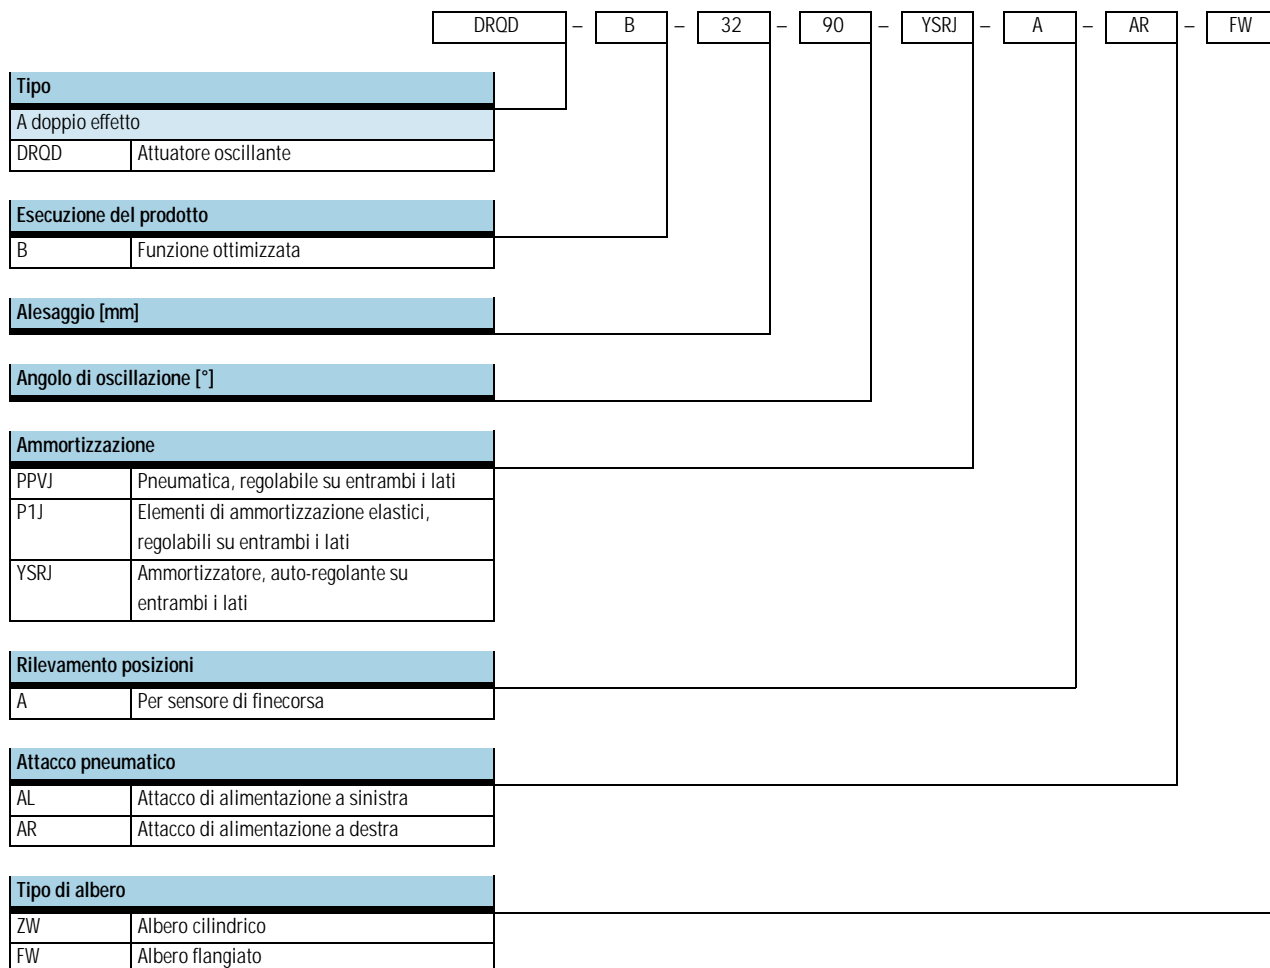 DRQD – B – 32 – 90 – YSRJ – A – AR – FW
Tipo
A doppio effetto
DRQD Attuatore oscillante
Esecuzione del prodotto
B Funzione ottimizzata
Alesaggio [mm]
Angolo di oscillazione [°]
Ammortizzazione
PPVJ Pneumatica, regolabile su entrambi i lati
P1J Elementi di ammortizzazione elastici,
regolabili su entrambi i lati
YSRJ Ammortizzatore, auto-regolante su
entrambi i lati
Rilevamento posizioni
A Per sensore di finecorsa
Attacco pneumatico
AL Attacco di alimentazione a sinistra
AR Attacco di alimentazione a destra
Tipo di albero
ZW Albero cilindrico
FW Albero flangiato